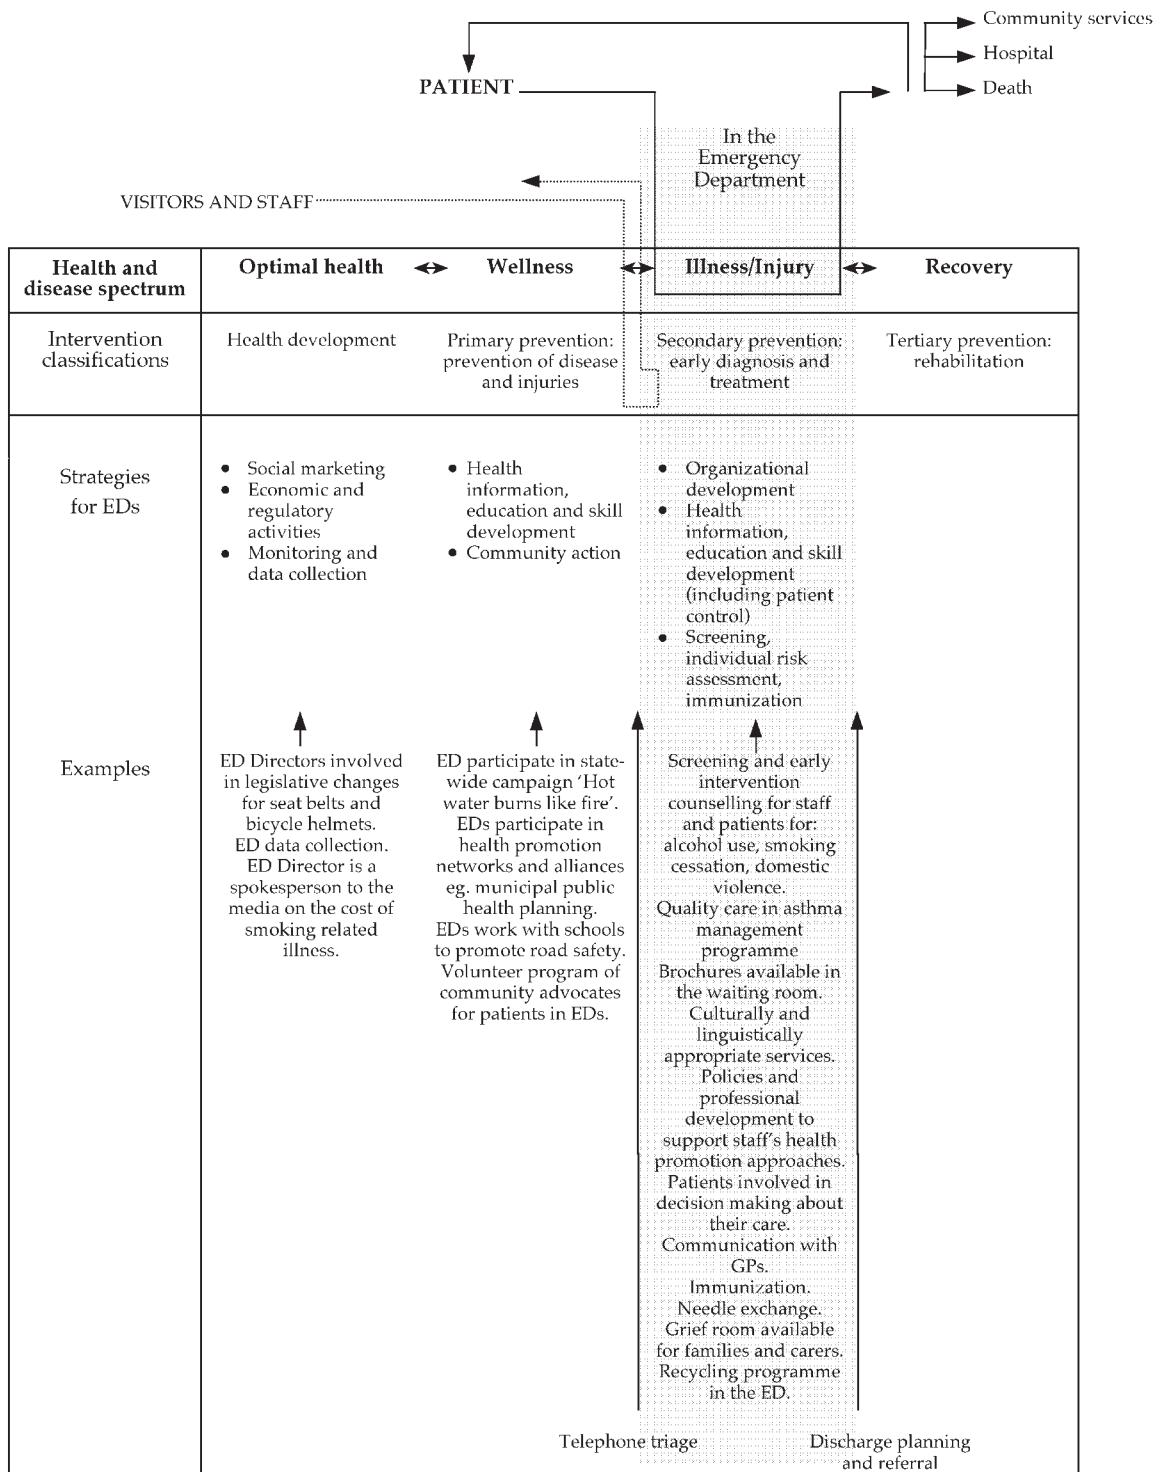 Community services
Hospital
Death
PATIENT
In the
Emergency
Department
VISITORS AND STAFF
Health and
disease spectrum
Optimal health
Wellness
Illness/Injury
Recovery
Intervention
classifications
Health development
Primary prevention:
prevention of disease
and injuries
Secondary prevention:
early diagnosis and
treatment
Tertiary prevention:
rehabilitation
Strategies
for EDs
• Social marketing
• Economic and
regulatory
activities
• Monitoring and
data collection
• Health
information,
education and skill
development
• Community action
• Organizational
development
• Health
information,
education and skill
development
(including patient
control)
• Screening,
individual risk
assessment,
immunization
Examples
ED Directors involved
in legislative changes
for seat belts and
bicycle helmets.
ED data collection.
ED Director is a
spokesperson to the
media on the cost of
smoking related
illness.
ED participate in state-
wide campaign 'Hot
water burns like fire'.
EDs participate in
health promotion
networks and alliances
eg. municipal public
health planning.
EDs work with schools
to promote road safety.
Volunteer program of
community advocates
for patients in EDs.
Screening and early
intervention
counselling for staff
and patients for:
alcohol use, smoking
cessation, domestic
violence.
Quality care in asthma
management
programme
Brochures available in
the waiting room.
Culturally and
linguistically
appropriate services.
Policies and
professional
development to
support staff's health
promotion approaches.
Patients involved in
decision making about
their care.
Communication with
GPs.
Immunization.
Needle exchange.
Grief room available
for families and carers.
Recycling programme
in the ED.
Telephone triage
Discharge planning
and referral